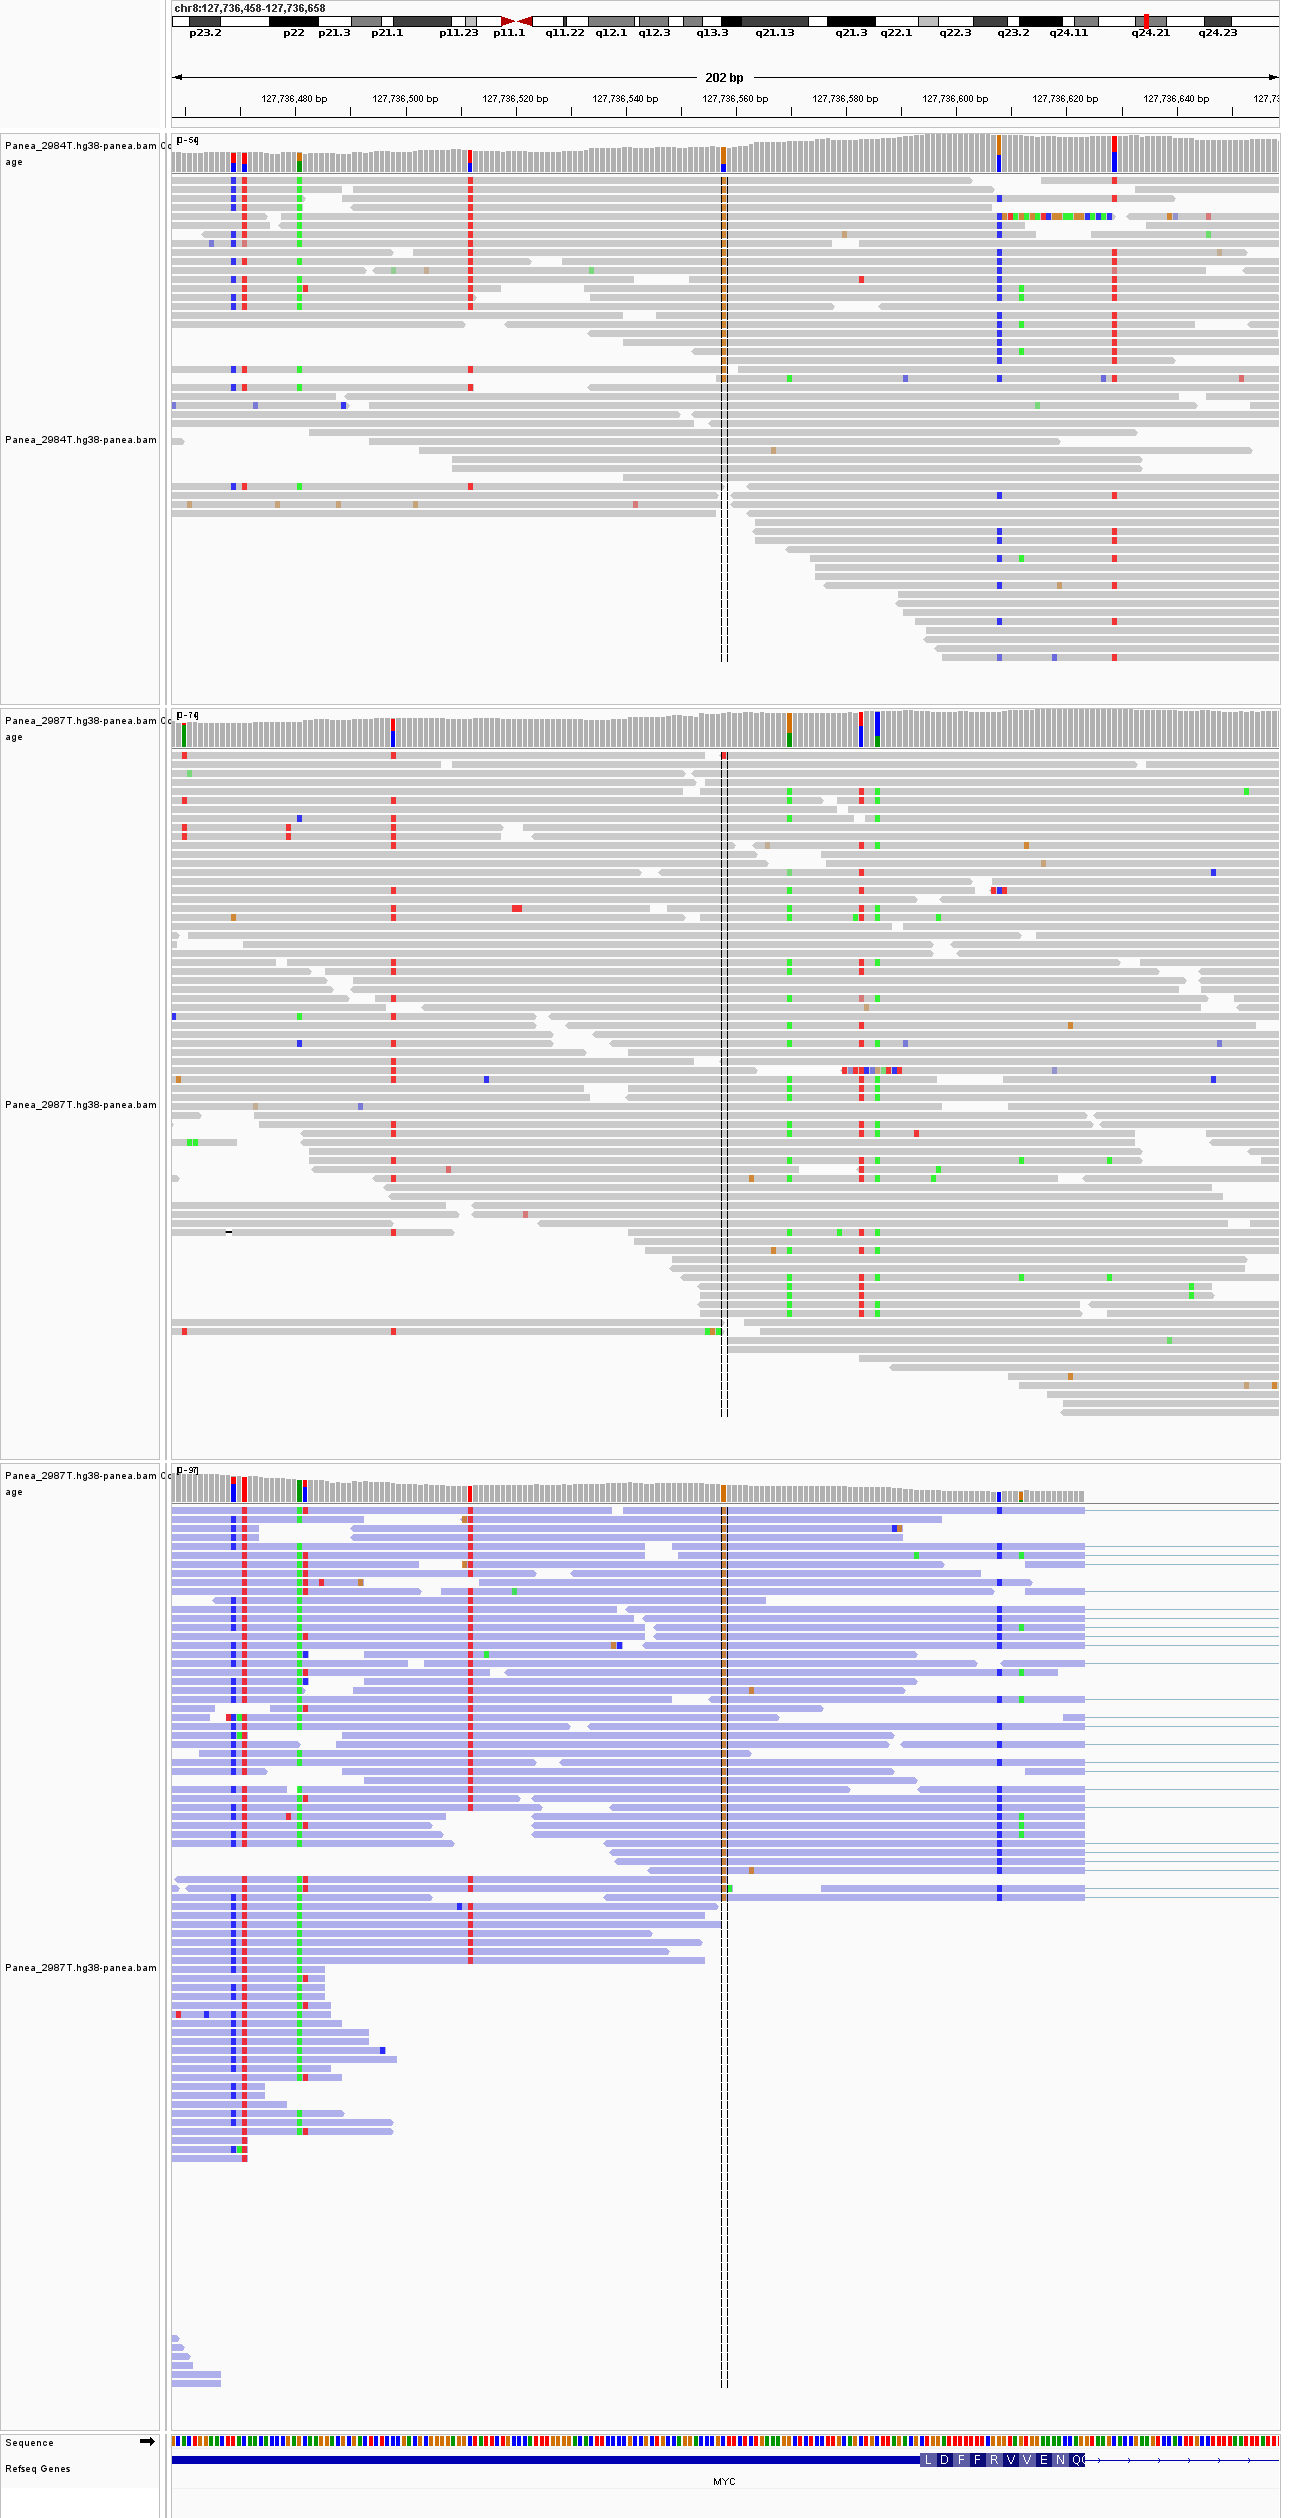 chr8:127,736,458-127,736,658
p23.2 p22 p21.3 p21.1 p11.23 p11.1 q11.22 q12.1 q12.3 q13.3 q21.13 q21.3 q22.1 q22.3 q23.2 q24.11 q24.21 q24.23
202 bp
127,736,480 bp 127,736,500 bp 127,736,520 bp 127,736,540 bp 127,736,560 bp 127,736,580 bp 127,736,600 bp 127,736,620 bp 127,736,640 bp 127,73
Panea_2984T.hg38-panea.bam Co
age
[0-54]
Panea_2984T.hg38-panea.bam
Panea_2987T.hg38-panea.bam Co
age
[0-74]
Panea_2987T.hg38-panea.bam
Panea_2987T.hg38-panea.bam Co
age
[0-97]
Panea_2987T.hg38-panea.bam
Sequence
Refseq Genes
L D F F R V V E N Q
MYC